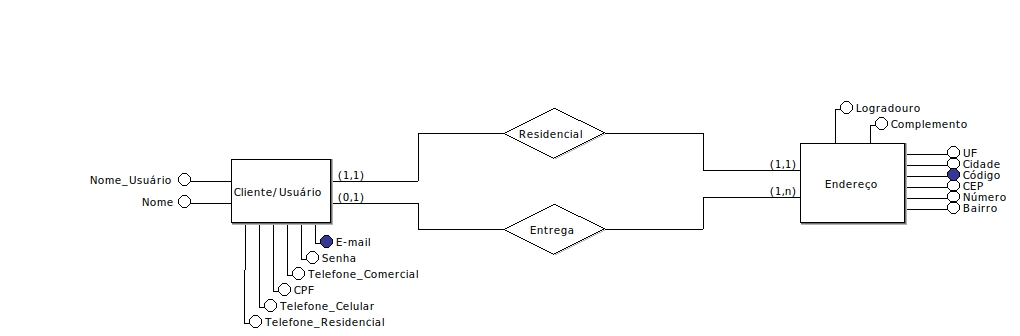 Logradouro
Complemento
Residencial
UF
Cidade
Código
CEP
Número
Bairro
(1,1)
(1,1)
Nome_Usuário
Cliente/Usuário
Endereço
(0,1)
(1,n)
Nome
Entrega
E-mail
Senha
Telefone_Comercial
CPF
Telefone_Celular
Telefone_Residencial